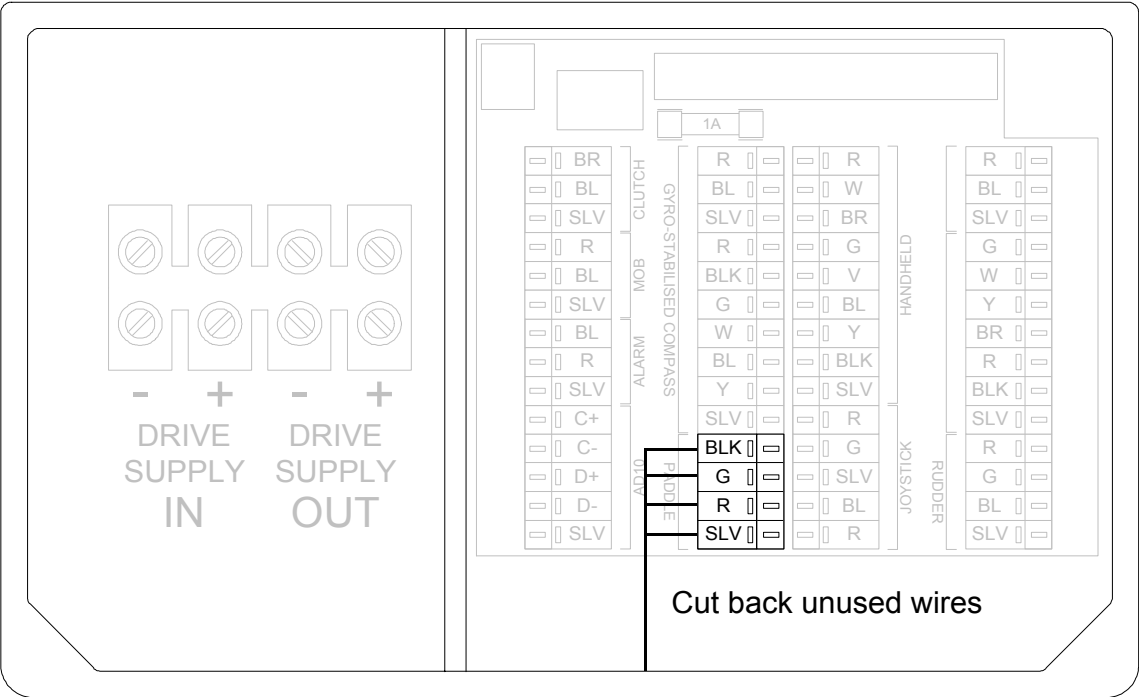 1A
BR
BL
SLV
R
BL
SLV
BL
R
SLV
C+
C-
D+
D-
SLV
CLUTCH
MOB
ALARM
AD10
GYRO-STABILISED COMPASS
PADDLE
R
BL
SLV
R
BLK
G
W
BL
Y
SLV
BLK
G
R
SLV
R
W
BR
G
V
BL
Y
BLK
SLV
R
G
SLV
BL
R
HANDHELD
JOYSTICK
RUDDER
R
BL
SLV
G
W
Y
BR
R
BLK
SLV
R
G
BL
SLV
- + - +
DRIVE
SUPPLY
IN
DRIVE
SUPPLY
OUT
Cut back unused wires